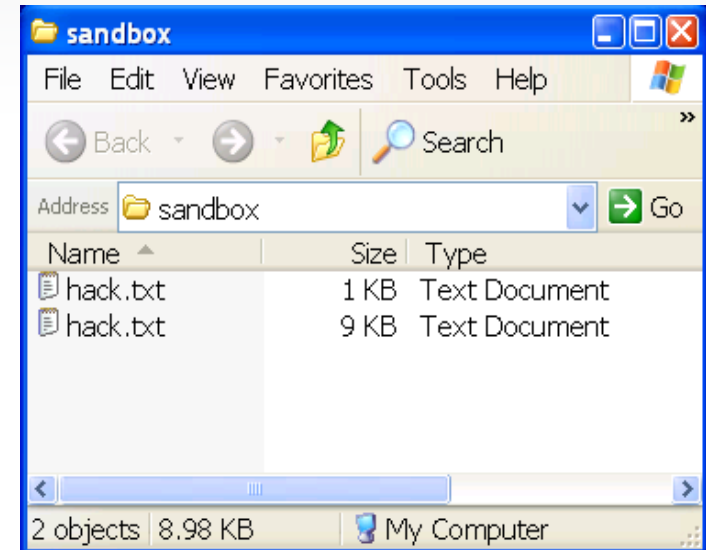 sandbox
File Edit View Favorites Tools Help
Back Search »
Address sandbox Go
Name Size Type
hack.txt 1 KB Text Document
hack.txt 9 KB Text Document
2 objects 8.98 KB My Computer